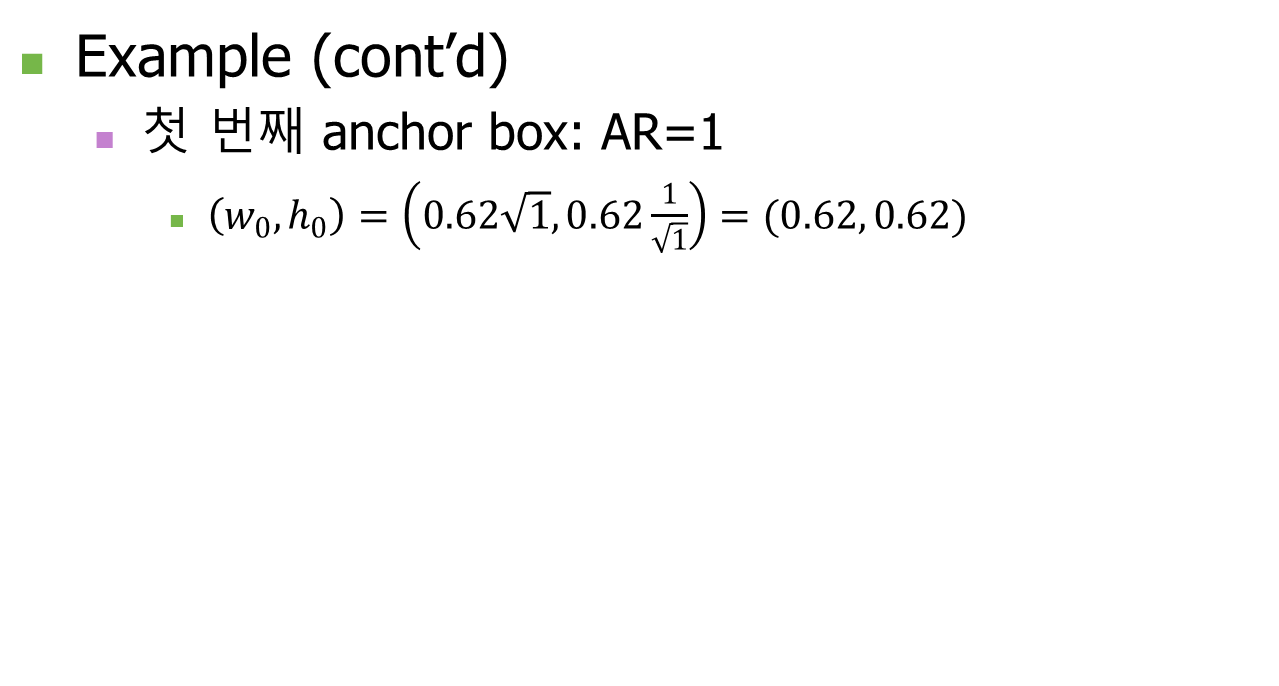 Example (cont’d)
첫 번째 anchor box: AR=1
(w₀, h₀) = (0.62√1, 0.62 1/√1) = (0.62, 0.62)